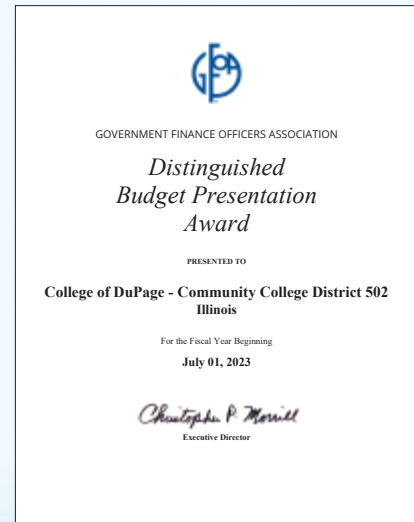 GFOA
GOVERNMENT FINANCE OFFICERS ASSOCIATION
Distinguished
Budget Presentation
Award
PRESENTED TO
College of DuPage - Community College District 502
Illinois
For the Fiscal Year Beginning
July 01, 2023
Christopher P. Morrill
Executive Director